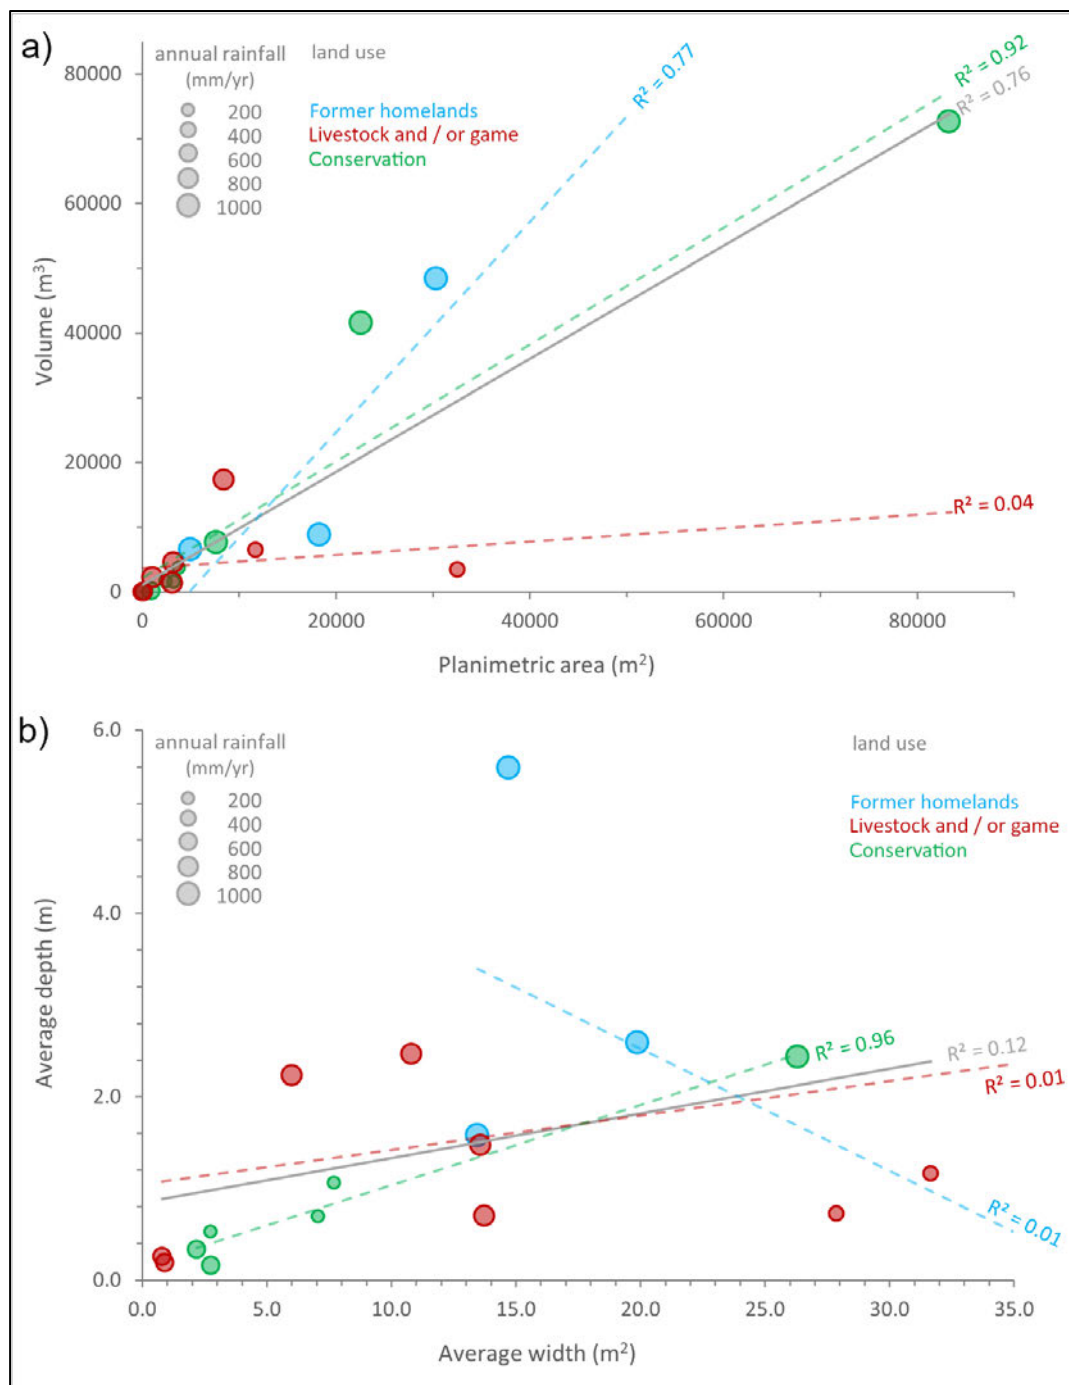 a)
annual rainfall
(mm/yr)
200
400
600
800
1000
land use
Former homelands
Livestock and / or game
Conservation
R² = 0.77
R² = 0.92
R² = 0.76
R² = 0.04
80000
60000
40000
20000
0
Volume (m³)
0 20000 40000 60000 80000
Planimetric area (m²)
b)
annual rainfall
(mm/yr)
200
400
600
800
1000
land use
Former homelands
Livestock and / or game
Conservation
R² = 0.96
R² = 0.12
R² = 0.01
R² = 0.01
6.0
4.0
2.0
0.0
Average depth (m)
0.0 5.0 10.0 15.0 20.0 25.0 30.0 35.0
Average width (m²)